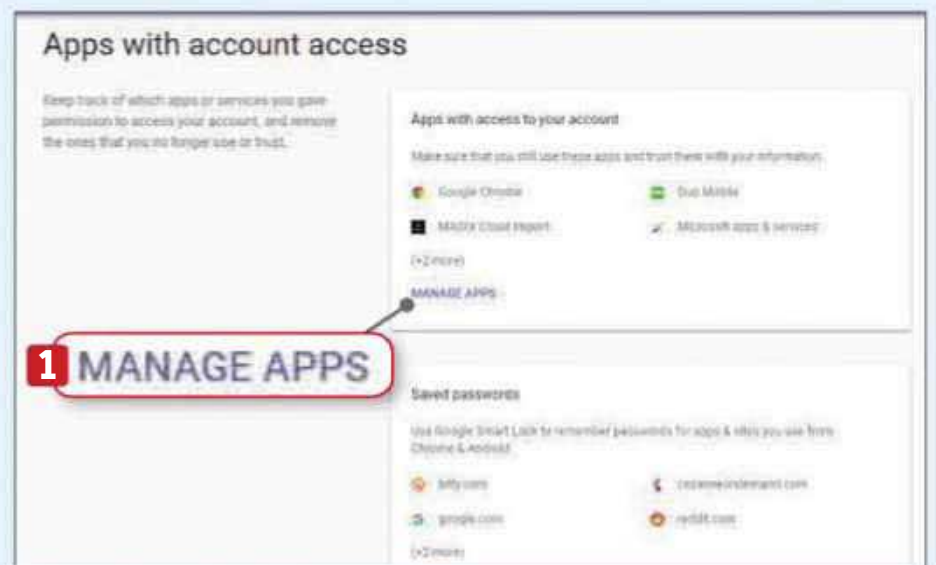 Apps with account access
Keep track of which apps or services you gave
permission to access your account, and remove
the ones that you no longer use or trust.
Apps with access to your account
Make sure that you still use these apps and trust them with your information.
Google Chrome
Duo Mobile
Cloud Import
Microsoft apps & services
(+2 more)
MANAGE APPS
1 MANAGE APPS
Saved passwords
Use Google Smart Lock to remember passwords for apps & sites you use from
Chrome & Android
bitly.com
google.com
reddit.com
(+2 more)